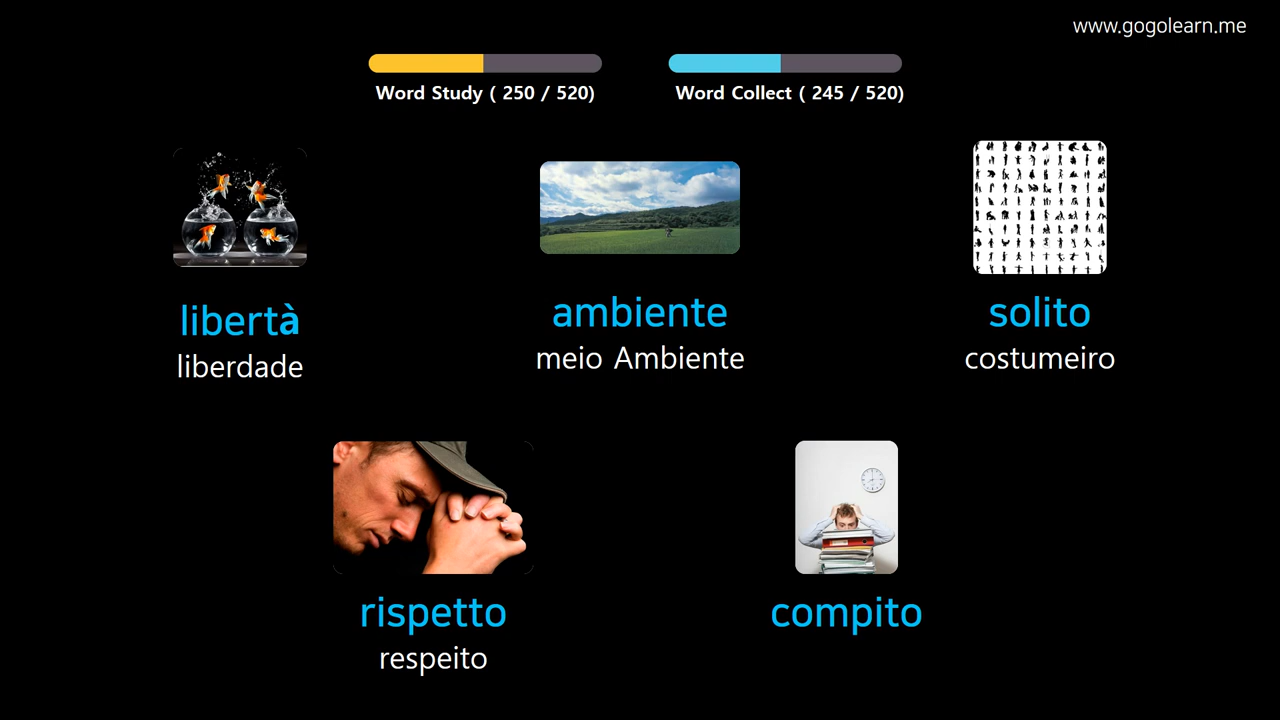 www.gogolearn.me
Word Study ( 250 / 520)
Word Collect ( 245 / 520)
libertà
liberdade
ambiente
meio Ambiente
solito
costumeiro
rispetto
respeito
compito